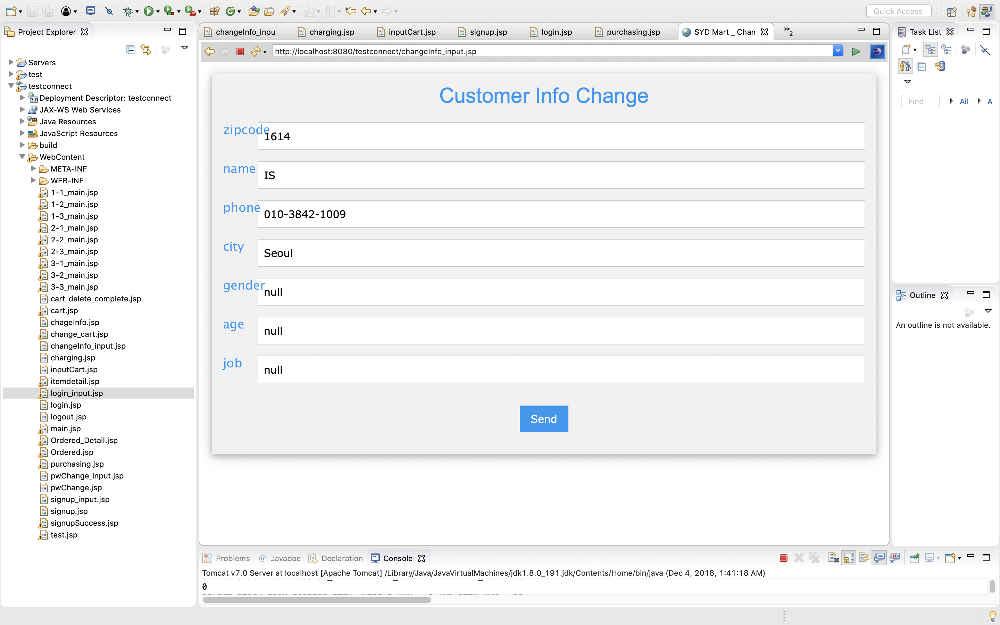 Quick Access
Project Explorer
Servers
test
testconnect
Deployment Descriptor: testconnect
3.0
JAX-WS Web Services
Java Resources
JavaScript Resources
build
WebContent
META-INF
WEB-INF
1-1_main.jsp
1-2_main.jsp
1-3_main.jsp
2-1_main.jsp
2-2_main.jsp
2-3_main.jsp
3-1_main.jsp
3-2_main.jsp
3-3_main.jsp
cart_delete_complete.jsp
cart.jsp
chageInfo.jsp
change_cart.jsp
changeInfo_input.jsp
charging.jsp
inputCart.jsp
itemdetail.jsp
login_input.jsp
login.jsp
logout.jsp
main.jsp
Ordered_Detail.jsp
Ordered.jsp
purchasing.jsp
pwChange_input.jsp
pwChange.jsp
signup_input.jsp
signup.jsp
signupSuccess.jsp
test.jsp
changeInfo_inpu charging.jsp inputCart.jsp signup.jsp login.jsp purchasing.jsp SYD Mart _ Chan »2
http://localhost:8080/testconnect/changeInfo_input.jsp
Customer Info Change
zipcode 1614
name IS
phone 010-3842-1009
city Seoul
gender null
age null
job null
Send
Task List
Find All
Outline
An outline is not available.
Problems @ Javadoc Declaration Console
Tomcat v7.0 Server at localhost [Apache Tomcat] /Library/Java/JavaVirtualMachines/jdk1.8.0_191.jdk/Contents/Home/bin/java (Dec 4, 2018, 1:41:18 AM)
0